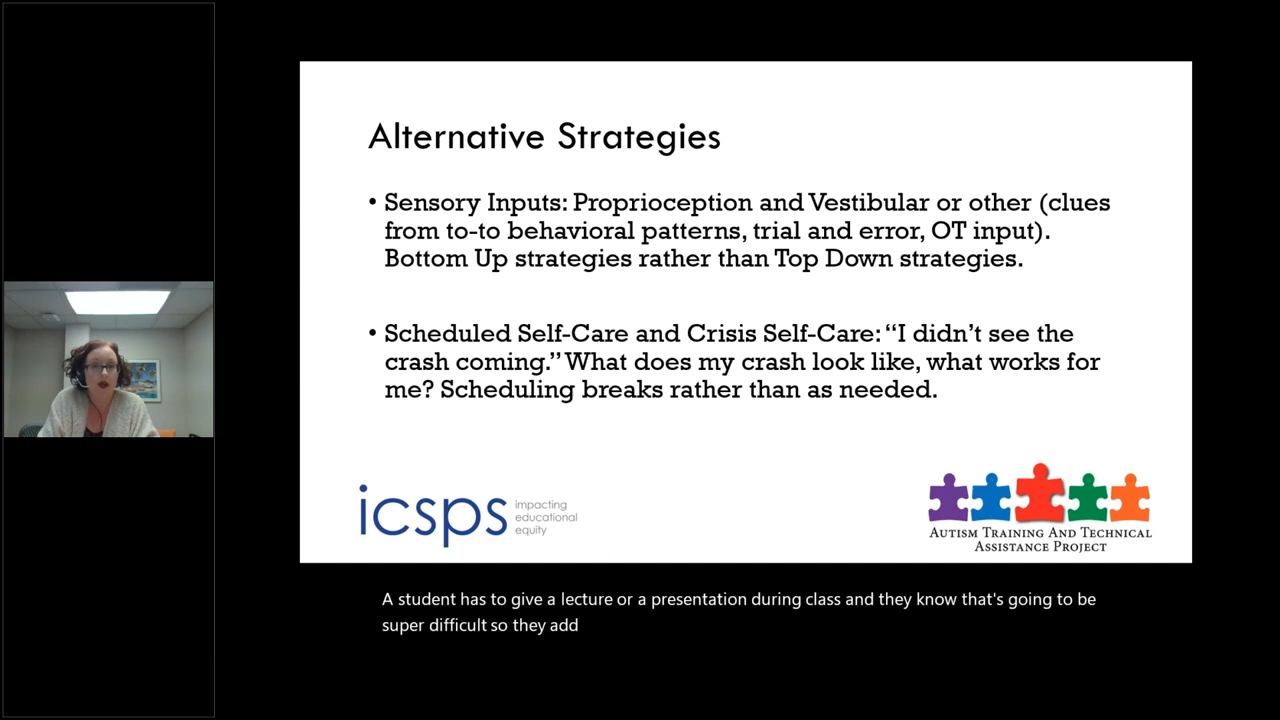 Alternative Strategies
• Sensory Inputs: Proprioception and Vestibular or other (clues
from to-to behavioral patterns, trial and error, OT input).
Bottom Up strategies rather than Top Down strategies.
• Scheduled Self-Care and Crisis Self-Care: “I didn’t see the
crash coming.” What does my crash look like, what works for
me? Scheduling breaks rather than as needed.
icsps
impacting
educational
equity
Autism Training And Technical
Assistance Project
A student has to give a lecture or a presentation during class and they know that's going to be
super difficult so they add